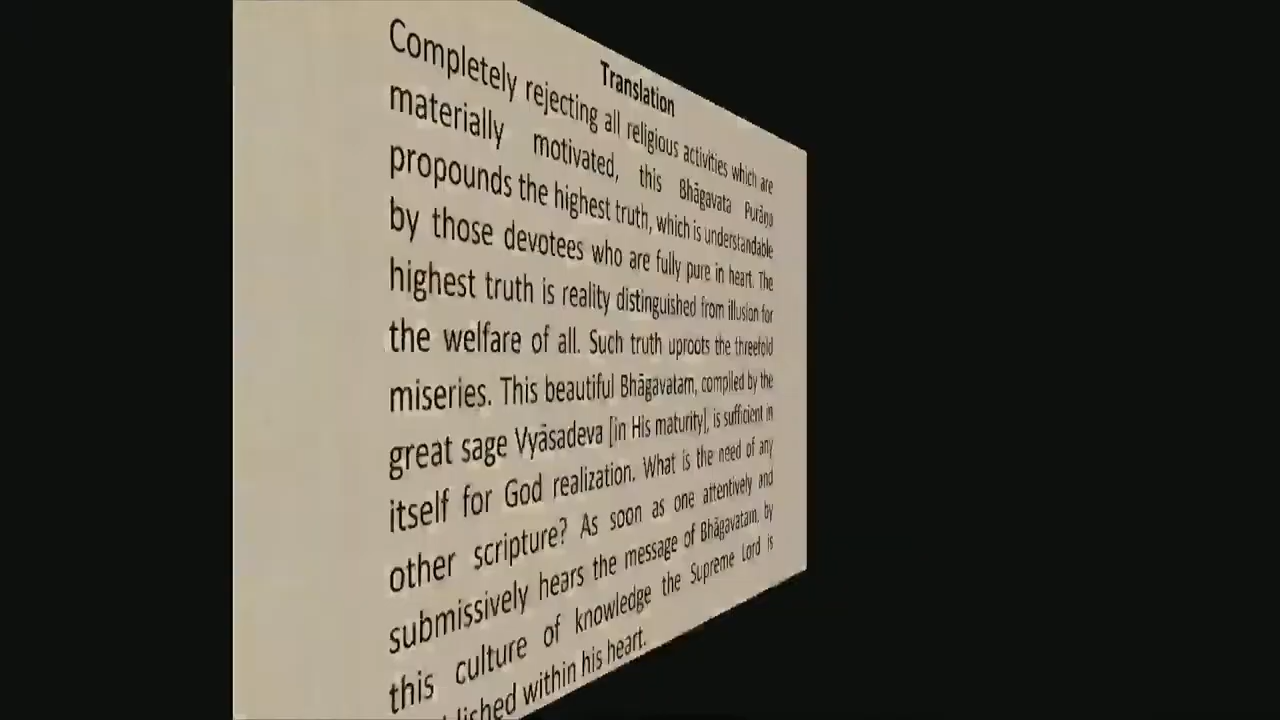 Translation
Completely rejecting all religious activities which are
materially motivated, this Bhāgavata Purāṇa
propounds the highest truth, which is understandable
by those devotees who are fully pure in heart. The
highest truth is reality distinguished from illusion for
the welfare of all. Such truth uproots the threefold
miseries. This beautiful Bhāgavatam, compiled by the
great sage Vyāsadeva [in His maturity], is sufficient in
itself for God realization. What is the need of any
other scripture? As soon as one attentively and
submissively hears the message of Bhāgavatam, by
this culture of knowledge the Supreme Lord is
within his heart.